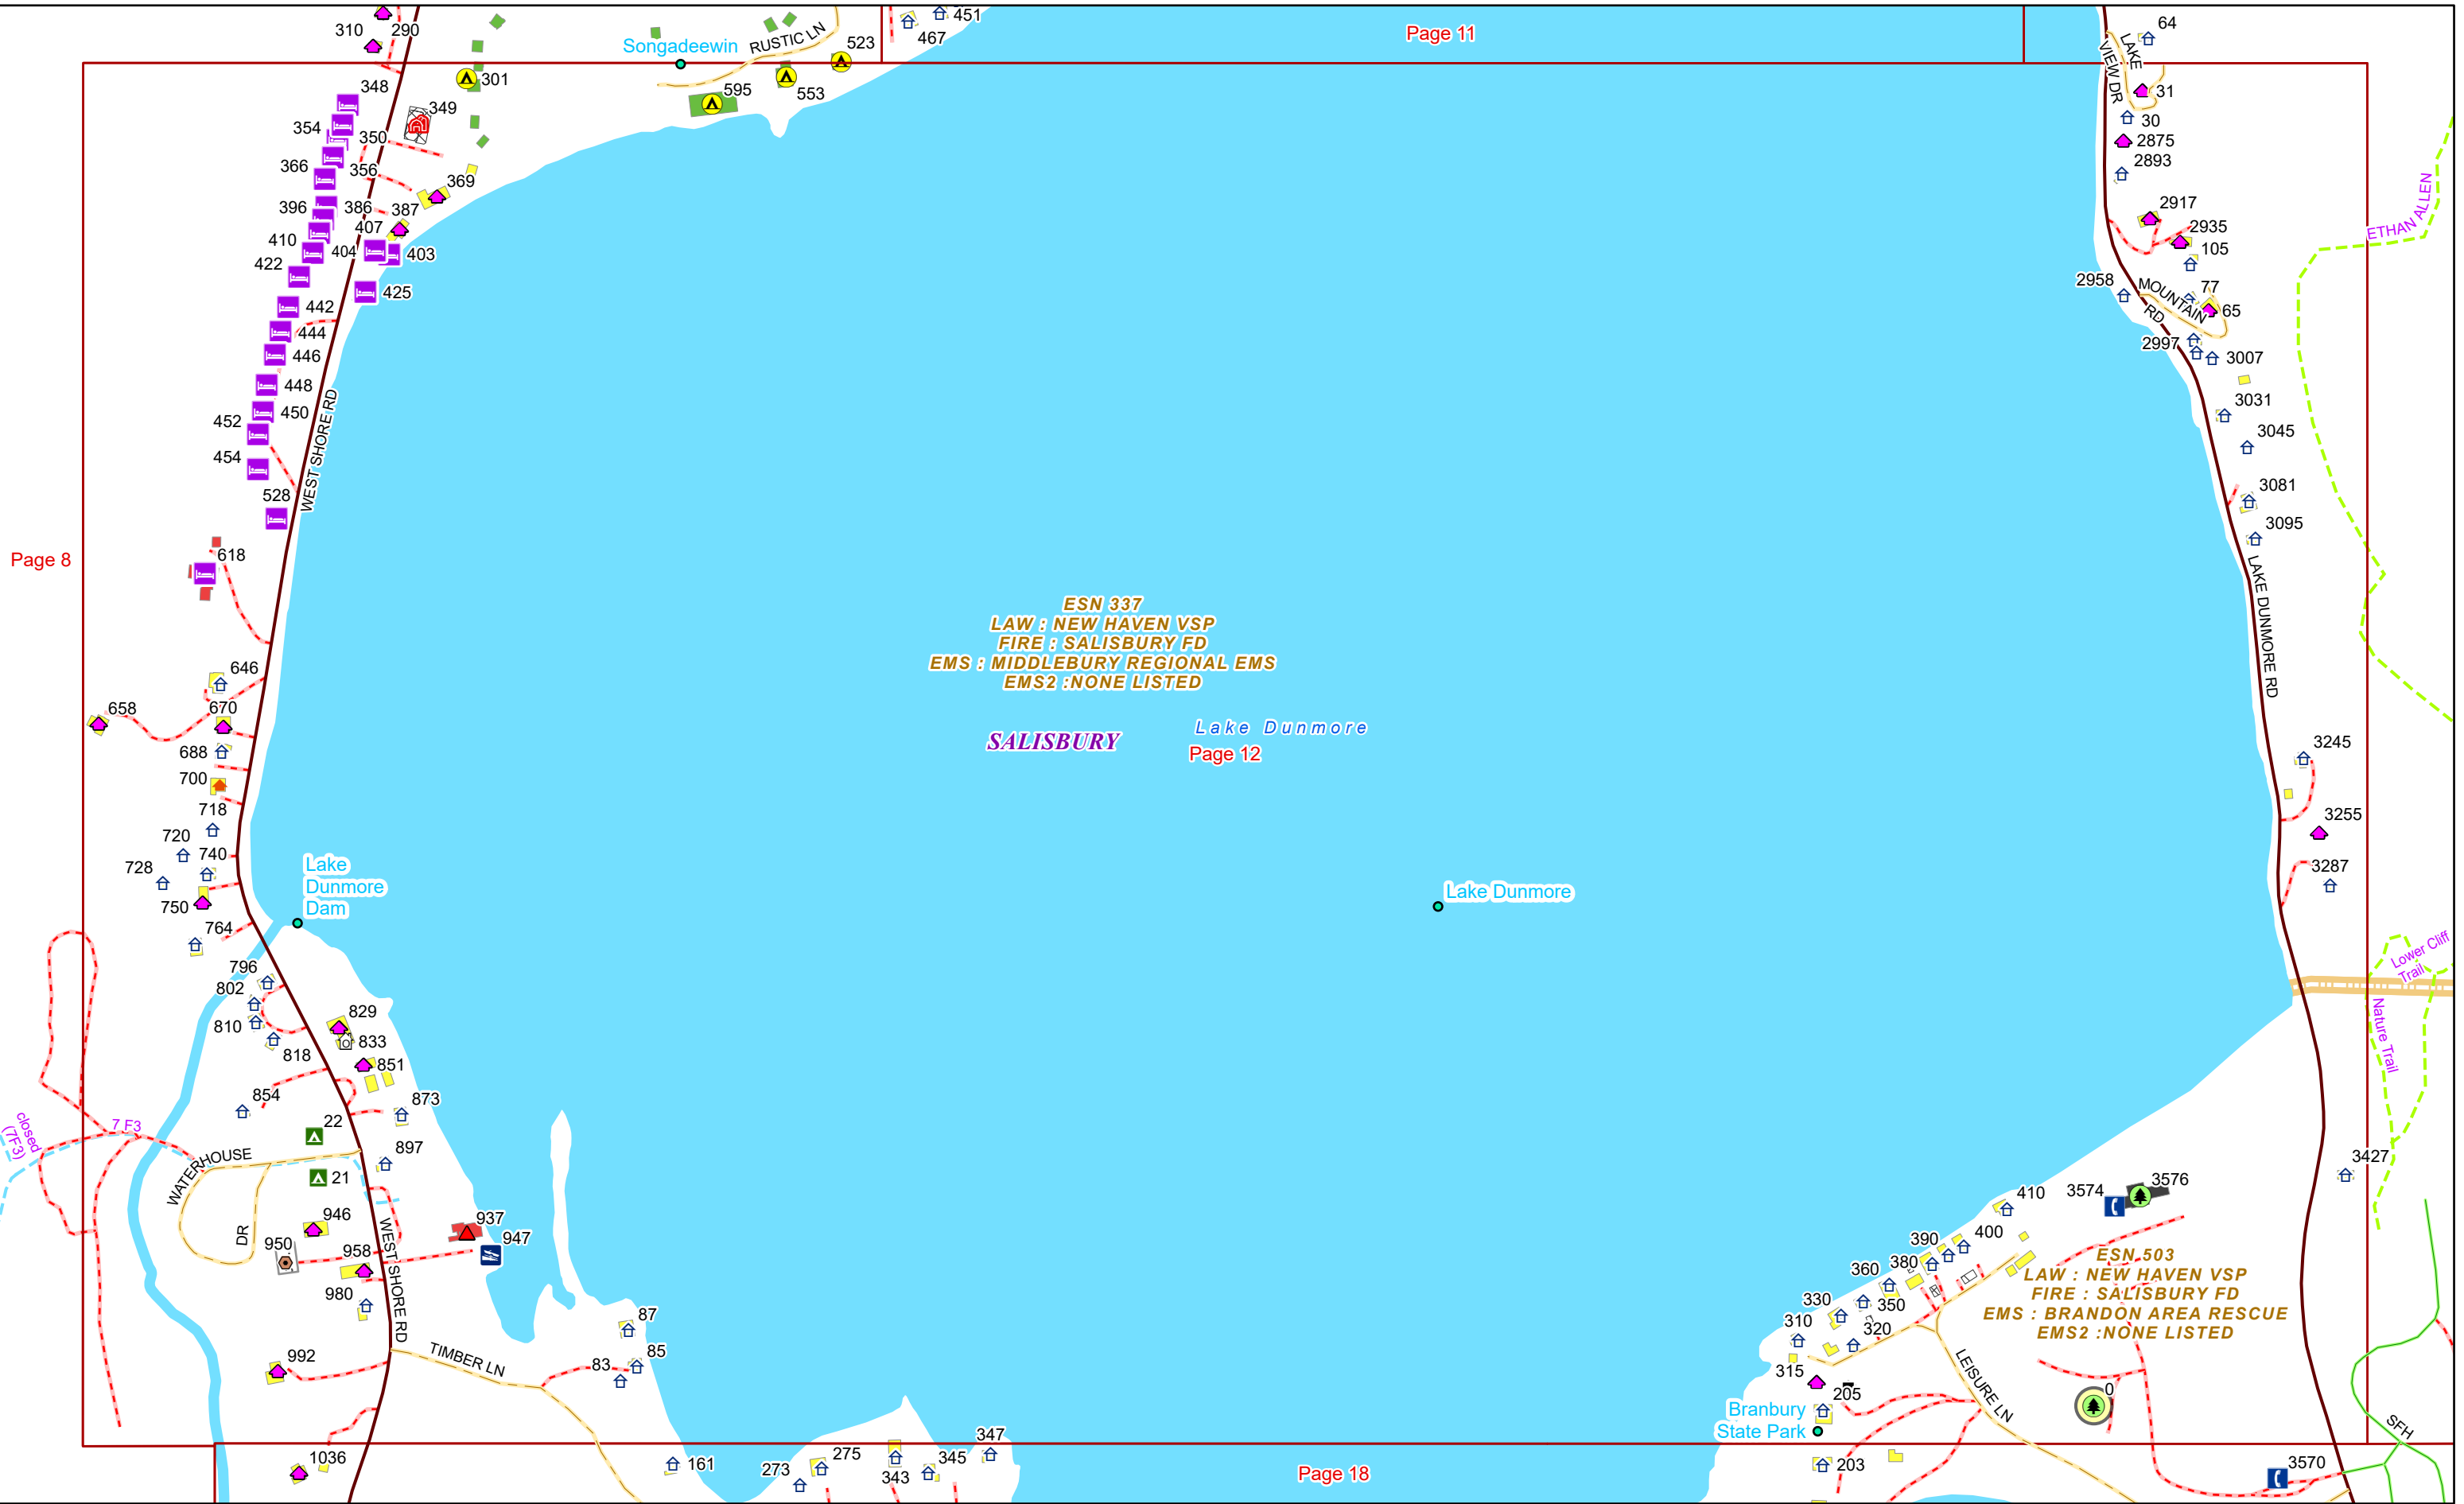 310
290
Songadeewin
RUSTIC LN
523
467
451
Page 11
64
LAKE
VIEW DR
301
595
553
31
348
349
30
354
350
2875
366
356
369
2893
396
386
387
2917
407
2935
410
404
403
105
422
425
ETHAN ALLEN
2958
77
MOUNTAIN
RD
65
442
444
2997
3007
446
448
3031
452
450
3045
454
WEST SHORE RD
528
3081
3095
Page 8
618
LAKE DUNMORE RD
ESN 337
LAW : NEW HAVEN VSP
FIRE : SALISBURY FD
EMS : MIDDLEBURY REGIONAL EMS
EMS2 :NONE LISTED
646
658
670
SALISBURY
Lake Dunmore
Page 12
688
3245
700
718
3255
720
740
728
3287
Lake
Dunmore
Dam
Lake Dunmore
750
764
Lower Cliff
Trail
796
802
810
829
818
833
851
Nature Trail
854
873
22
7 F3
closed
(7F3)
WATERHOUSE
DR
897
21
3427
3574
3576
410
946
937
950
958
947
WEST SHORE RD
390
400
380
360
350
330
320
310
ESN 503
LAW : NEW HAVEN VSP
FIRE : SALISBURY FD
EMS : BRANDON AREA RESCUE
EMS2 :NONE LISTED
980
87
TIMBER LN
83
85
992
315
205
LEISURE LN
0
Branbury
State Park
SFH
1036
161
273
275
343
345
347
Page 18
203
3570